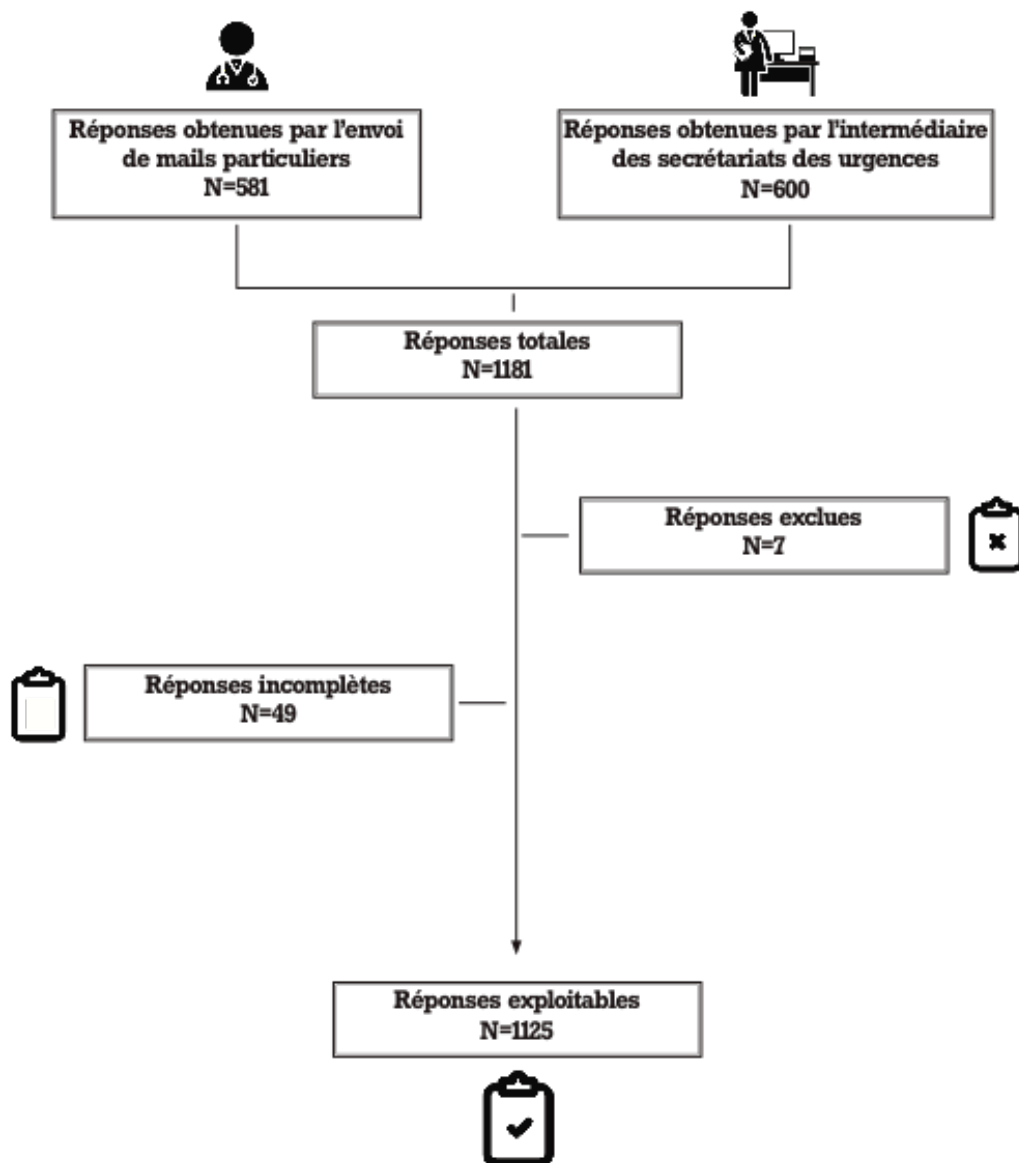 Réponses obtenues par l'envoi
de mails particuliers
N=581
Réponses obtenues par l'intermédiaire
des secrétariats des urgences
N=600
Réponses totales
N=1181
Réponses exclues
N=7
Réponses incomplètes
N=49
Réponses exploitables
N=1125